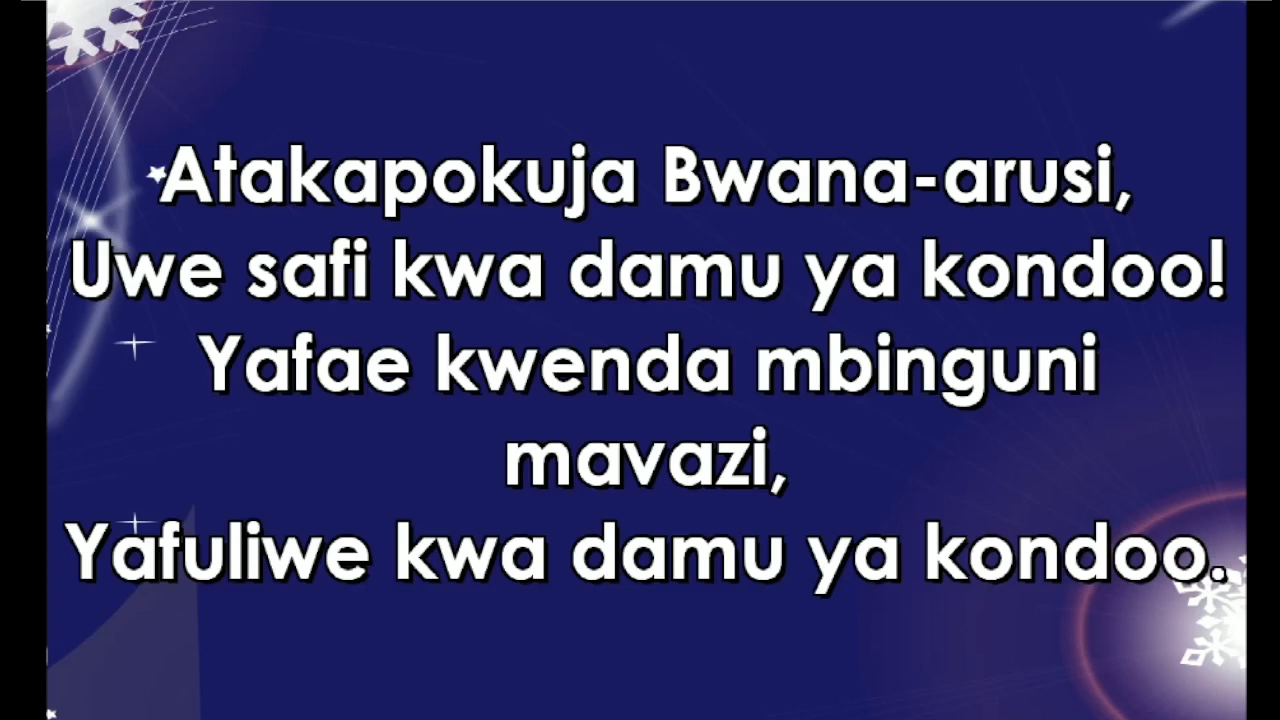 Atakapokuja Bwana-arusi,
Uwe safi kwa damu ya kondoo!
Yafae kwenda mbinguni
mavazi,
Yafuliwe kwa damu ya kondoo.